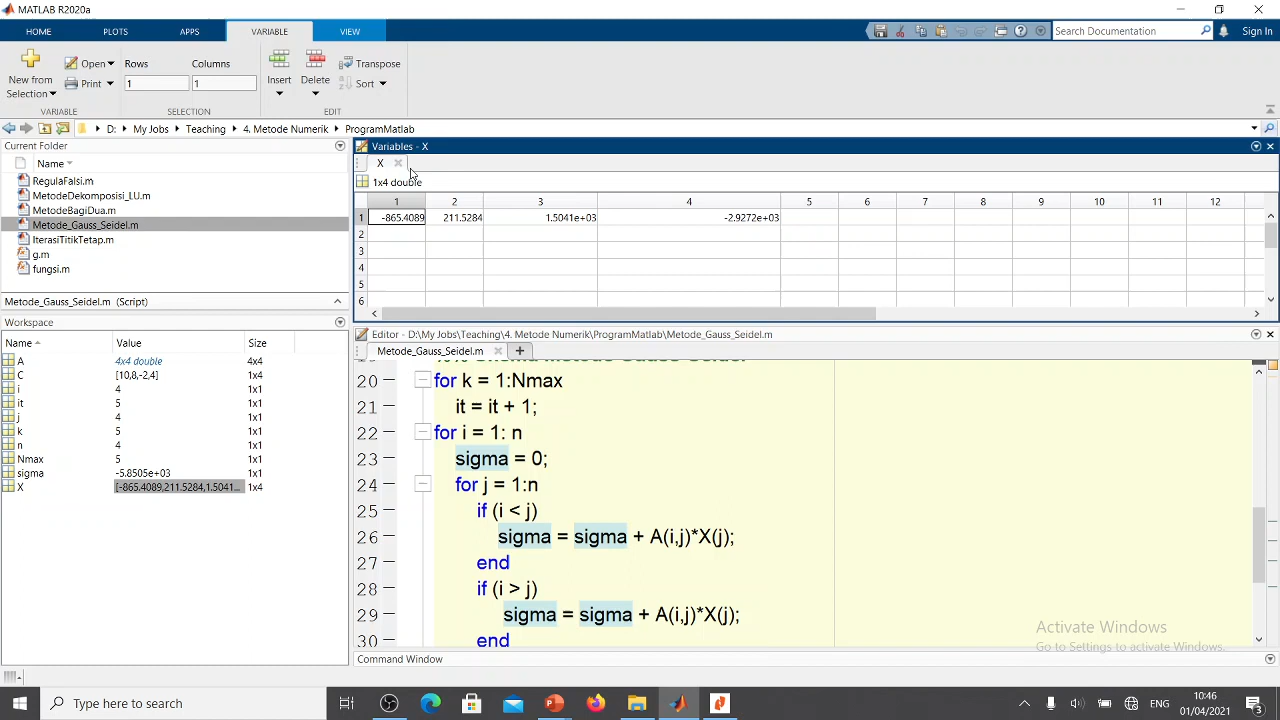 MATLAB R2020a
HOME PLOTS APPS VARIABLE VIEW Search Documentation Sign In
New from Selection Open Print
Rows Columns
1 1
Insert Delete Transpose Sort
VARIABLE SELECTION EDIT
D: My Jobs Teaching 4. Metode Numerik ProgramMatlab
Current Folder
Name
RegulaFalsi.m
MetodeDekomposisi_LU.m
MetodeBagiDua.m
Metode_Gauss_Seidel.m
IterasiTitikTetap.m
g.m
fungsi.m
Metode_Gauss_Seidel.m (Script)
Workspace
Name Value Size
A 4x4 double 4x4
C [10,8,-2,4] 1x4
i 4 1x1
it 5 1x1
j 4 1x1
k 5 1x1
n 4 1x1
Nmax 5 1x1
sigma -5.8505e+03 1x1
X [-865.4089,211.5284,1.5041... 1x4
Variables - X
X
1x4 double
1 2 3 4 5 6 7 8 9 10 11 12
1 -865.4089 211.5284 1.5041e+03 -2.9272e+03
2
3
4
5
6
Editor - D:\My Jobs\Teaching\4. Metode Numerik\ProgramMatlab\Metode_Gauss_Seidel.m
Metode_Gauss_Seidel.m
20 for k = 1:Nmax
21 it = it + 1;
22 for i = 1: n
23 sigma = 0;
24 for j = 1:n
25 if (i < j)
26 sigma = sigma + A(i,j)*X(j);
27 end
28 if (i > j)
29 sigma = sigma + A(i,j)*X(j);
30 end
Activate Windows
Go to Settings to activate Windows.
Command Window
Type here to search
ENG
10:46
01/04/2021
3